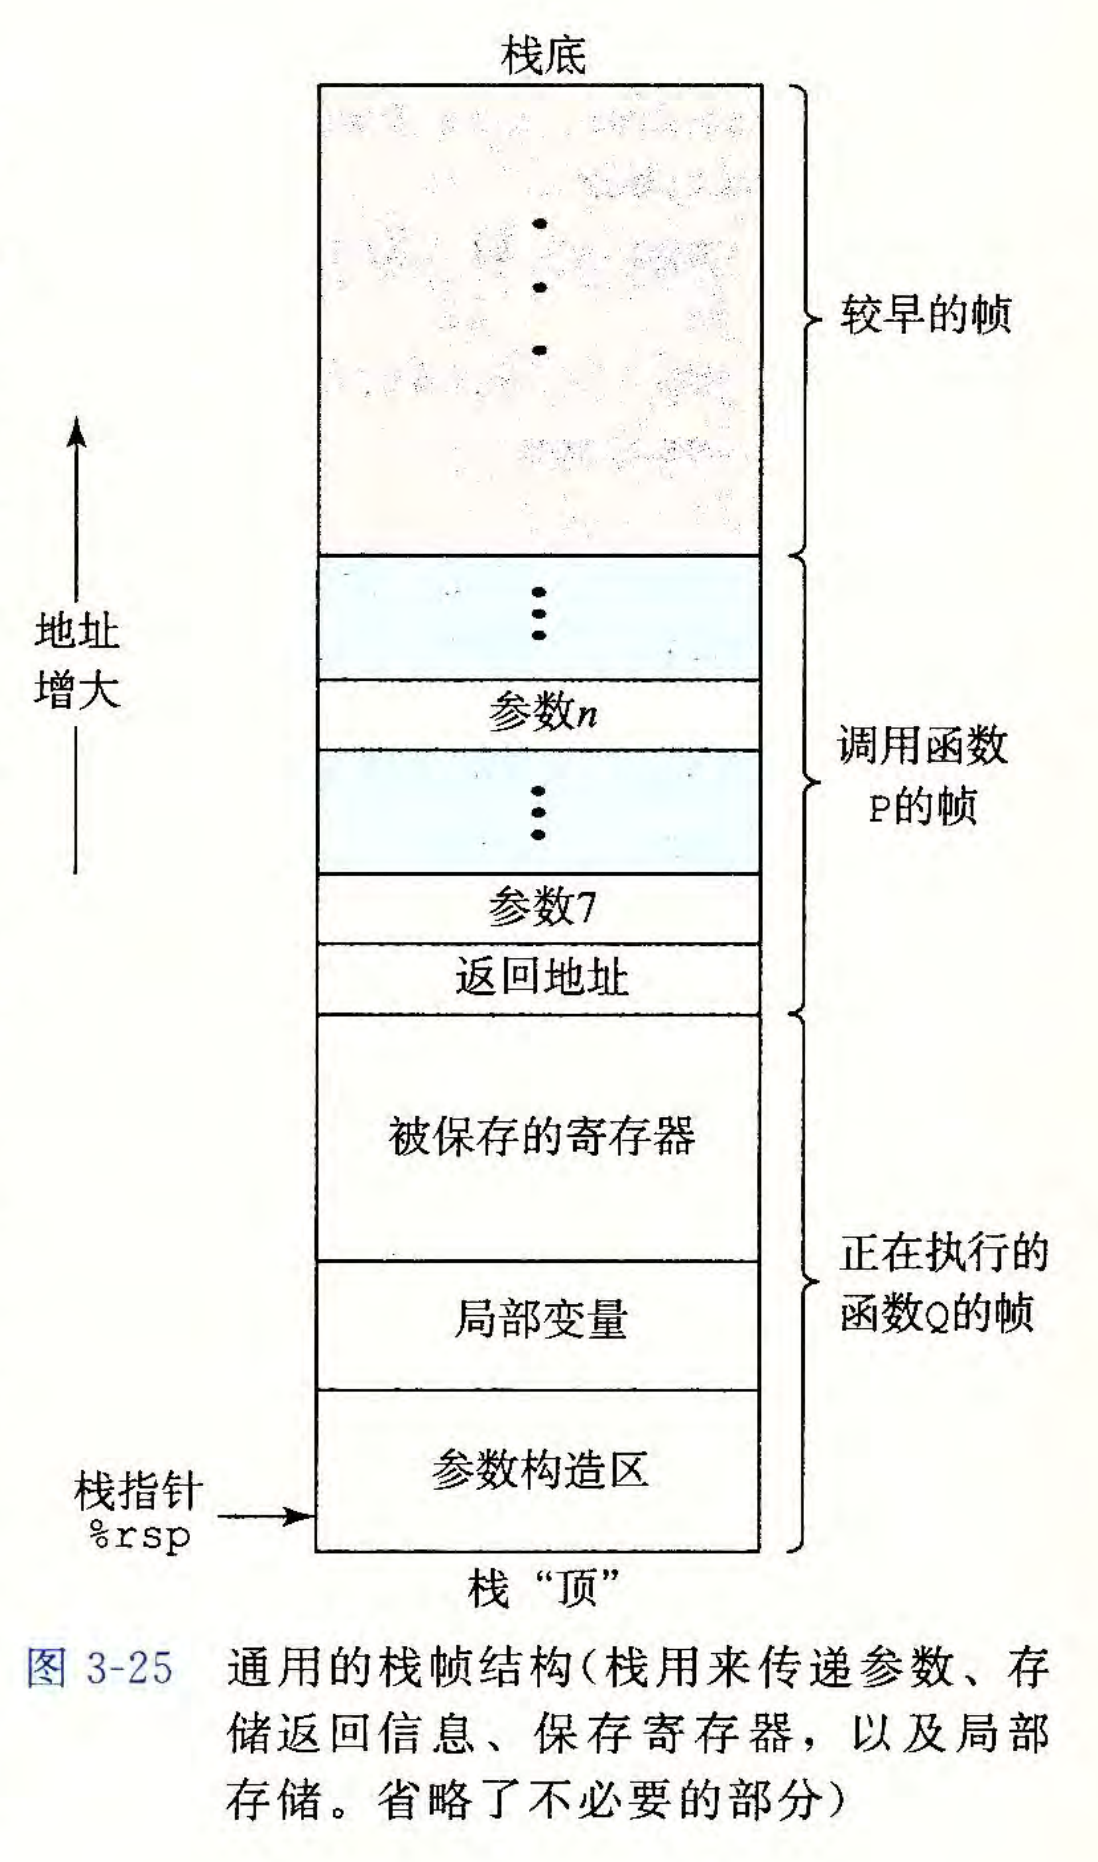 栈底
较早的帧
地址
增大
参数n
调用函数
P的帧
参数7
返回地址
被保存的寄存器
正在执行的
函数Q的帧
局部变量
参数构造区
栈指针
%rsp
栈“顶”
图 3-25 通用的栈帧结构(栈用来传递参数、存
储返回信息、保存寄存器，以及局部
存储。省略了不必要的部分)